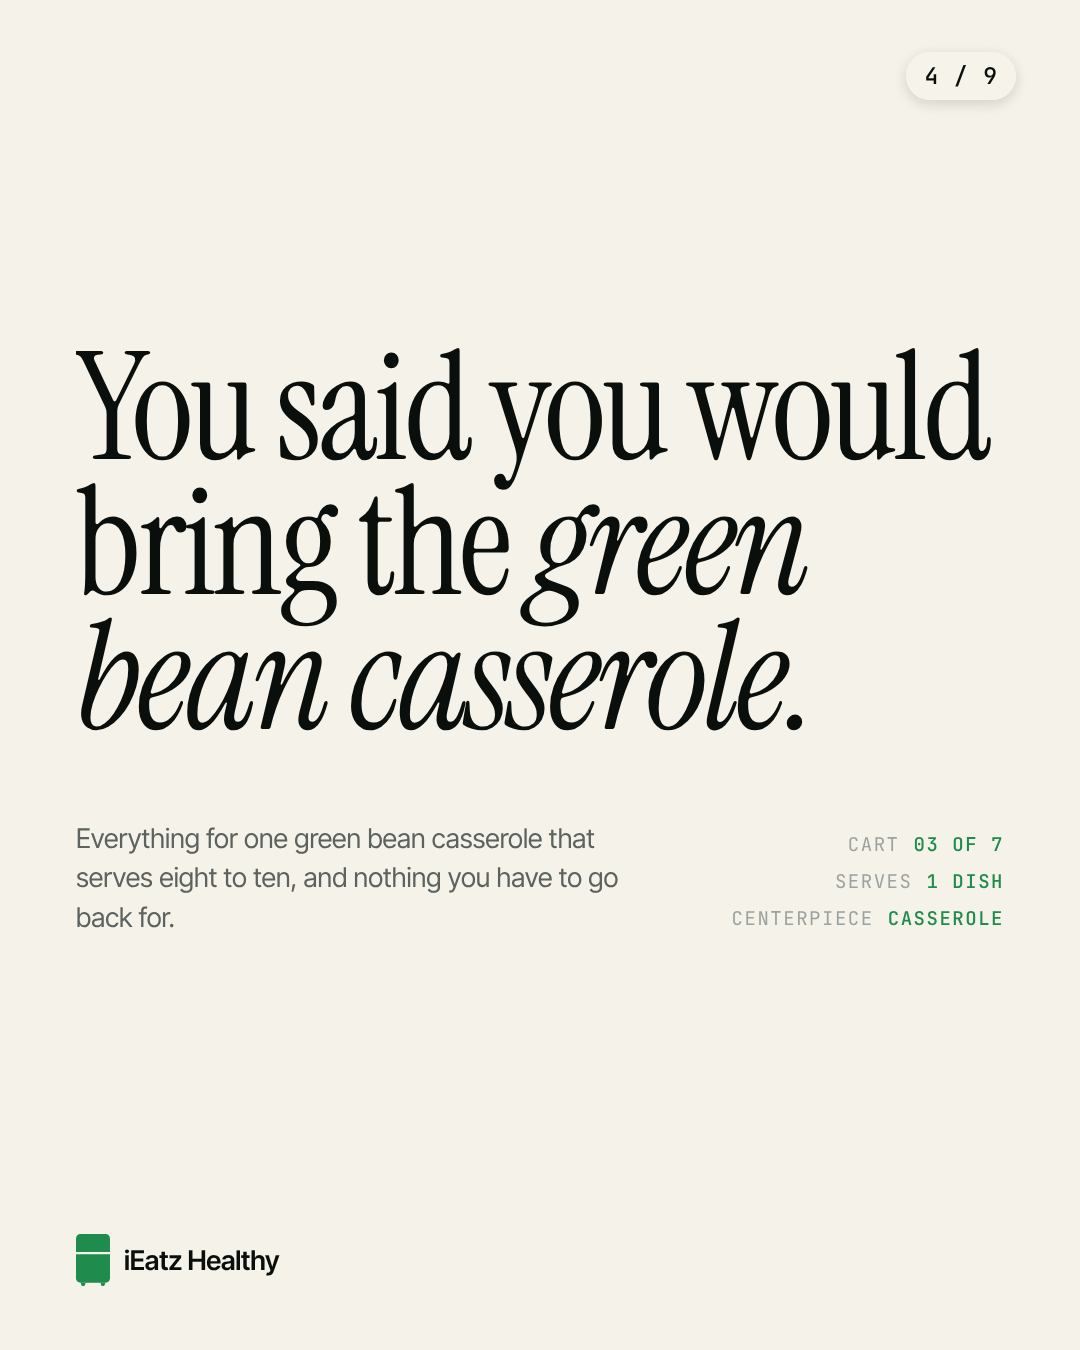 4 / 9
You said you would
bring the green
bean casserole.
Everything for one green bean casserole that
serves eight to ten, and nothing you have to go
back for.
CART 03 OF 7
SERVES 1 DISH
CENTERPIECE CASSEROLE
iEatz Healthy